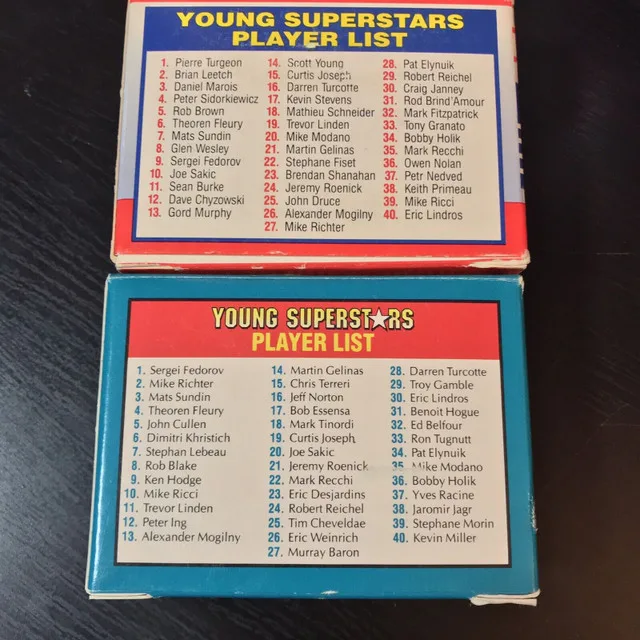 YOUNG SUPERSTARS
PLAYER LIST
1. Pierre Turgeon
2. Brian Leetch
3. Daniel Marois
4. Peter Sidorkiewicz
5. Rob Brown
6. Theoren Fleury
7. Mats Sundin
8. Glen Wesley
9. Sergei Fedorov
10. Joe Sakic
11. Sean Burke
12. Dave Chyzowski
13. Gord Murphy
14. Scott Young
15. Curtis Joseph
16. Darren Turcotte
17. Kevin Stevens
18. Mathieu Schneider
19. Trevor Linden
20. Mike Modano
21. Martin Gelinas
22. Stephane Fiset
23. Brendan Shanahan
24. Jeremy Roenick
25. John Druce
26. Alexander Mogilny
27. Mike Richter
28. Pat Elynuik
29. Robert Reichel
30. Craig Janney
31. Rod Brind'Amour
32. Mark Fitzpatrick
33. Tony Granato
34. Bobby Holik
35. Mark Recchi
36. Owen Nolan
37. Petr Nedved
38. Keith Primeau
39. Mike Ricci
40. Eric Lindros
YOUNG SUPERST★RS
PLAYER LIST
1. Sergei Fedorov
2. Mike Richter
3. Mats Sundin
4. Theoren Fleury
5. John Cullen
6. Dimitri Khristich
7. Stephan Lebeau
8. Rob Blake
9. Ken Hodge
10. Mike Ricci
11. Trevor Linden
12. Peter Ing
13. Alexander Mogilny
14. Martin Gelinas
15. Chris Terreri
16. Jeff Norton
17. Bob Essensa
18. Mark Tinordi
19. Curtis Joseph
20. Joe Sakic
21. Jeremy Roenick
22. Mark Recchi
23. Eric Desjardins
24. Robert Reichel
25. Tim Cheveldae
26. Eric Weinrich
27. Murray Baron
28. Darren Turcotte
29. Troy Gamble
30. Eric Lindros
31. Benoit Hogue
32. Ed Belfour
33. Ron Tugnutt
34. Pat Elynuik
35. Mike Modano
36. Bobby Holik
37. Yves Racine
38. Jaromir Jagr
39. Stephane Morin
40. Kevin Miller